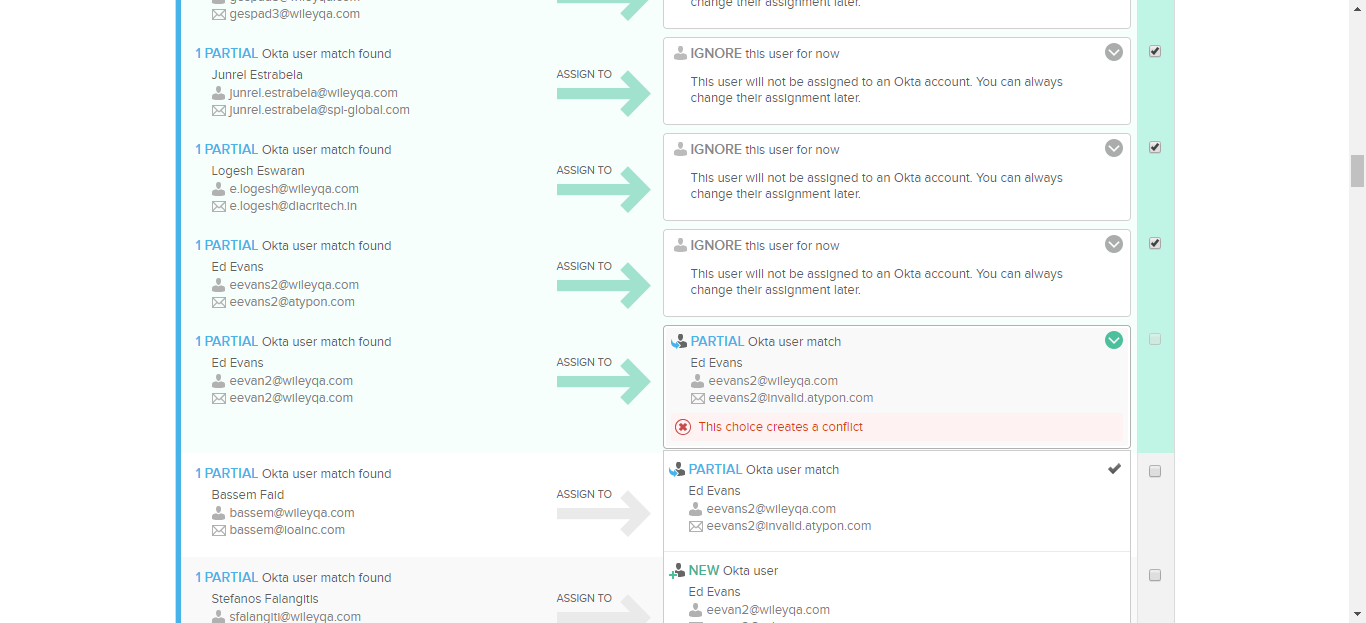 gespad3@wileyqa.com
change their assignment later.
1 PARTIAL Okta user match found
Junrel Estrabela
junrel.estrabela@wileyqa.com
junrel.estrabela@spi-global.com
ASSIGN TO
IGNORE this user for now
This user will not be assigned to an Okta account. You can always
change their assignment later.
1 PARTIAL Okta user match found
Logesh Eswaran
e.logesh@wileyqa.com
e.logesh@diacritech.in
ASSIGN TO
IGNORE this user for now
This user will not be assigned to an Okta account. You can always
change their assignment later.
1 PARTIAL Okta user match found
Ed Evans
eevans2@wileyqa.com
eevans2@atypon.com
ASSIGN TO
IGNORE this user for now
This user will not be assigned to an Okta account. You can always
change their assignment later.
1 PARTIAL Okta user match found
Ed Evans
eevan2@wileyqa.com
eevan2@wileyqa.com
ASSIGN TO
PARTIAL Okta user match
Ed Evans
eevans2@wileyqa.com
eevans2@invalid.atypon.com
This choice creates a conflict
1 PARTIAL Okta user match found
Bassem Faid
bassem@wileyqa.com
bassem@ioainc.com
ASSIGN TO
PARTIAL Okta user match
Ed Evans
eevans2@wileyqa.com
eevans2@invalid.atypon.com
1 PARTIAL Okta user match found
Stefanos Falangitis
sfalangiti@wileyqa.com
ASSIGN TO
NEW Okta user
Ed Evans
eevan2@wileyqa.com